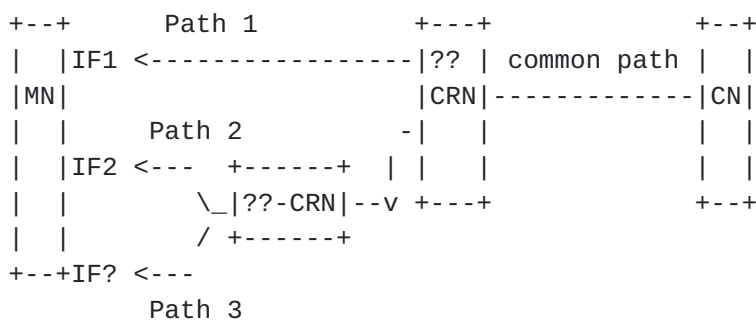 Path 1
IF1 ?? common path
MN CRN CN
Path 2
IF2
??-CRN v
IF?
Path 3